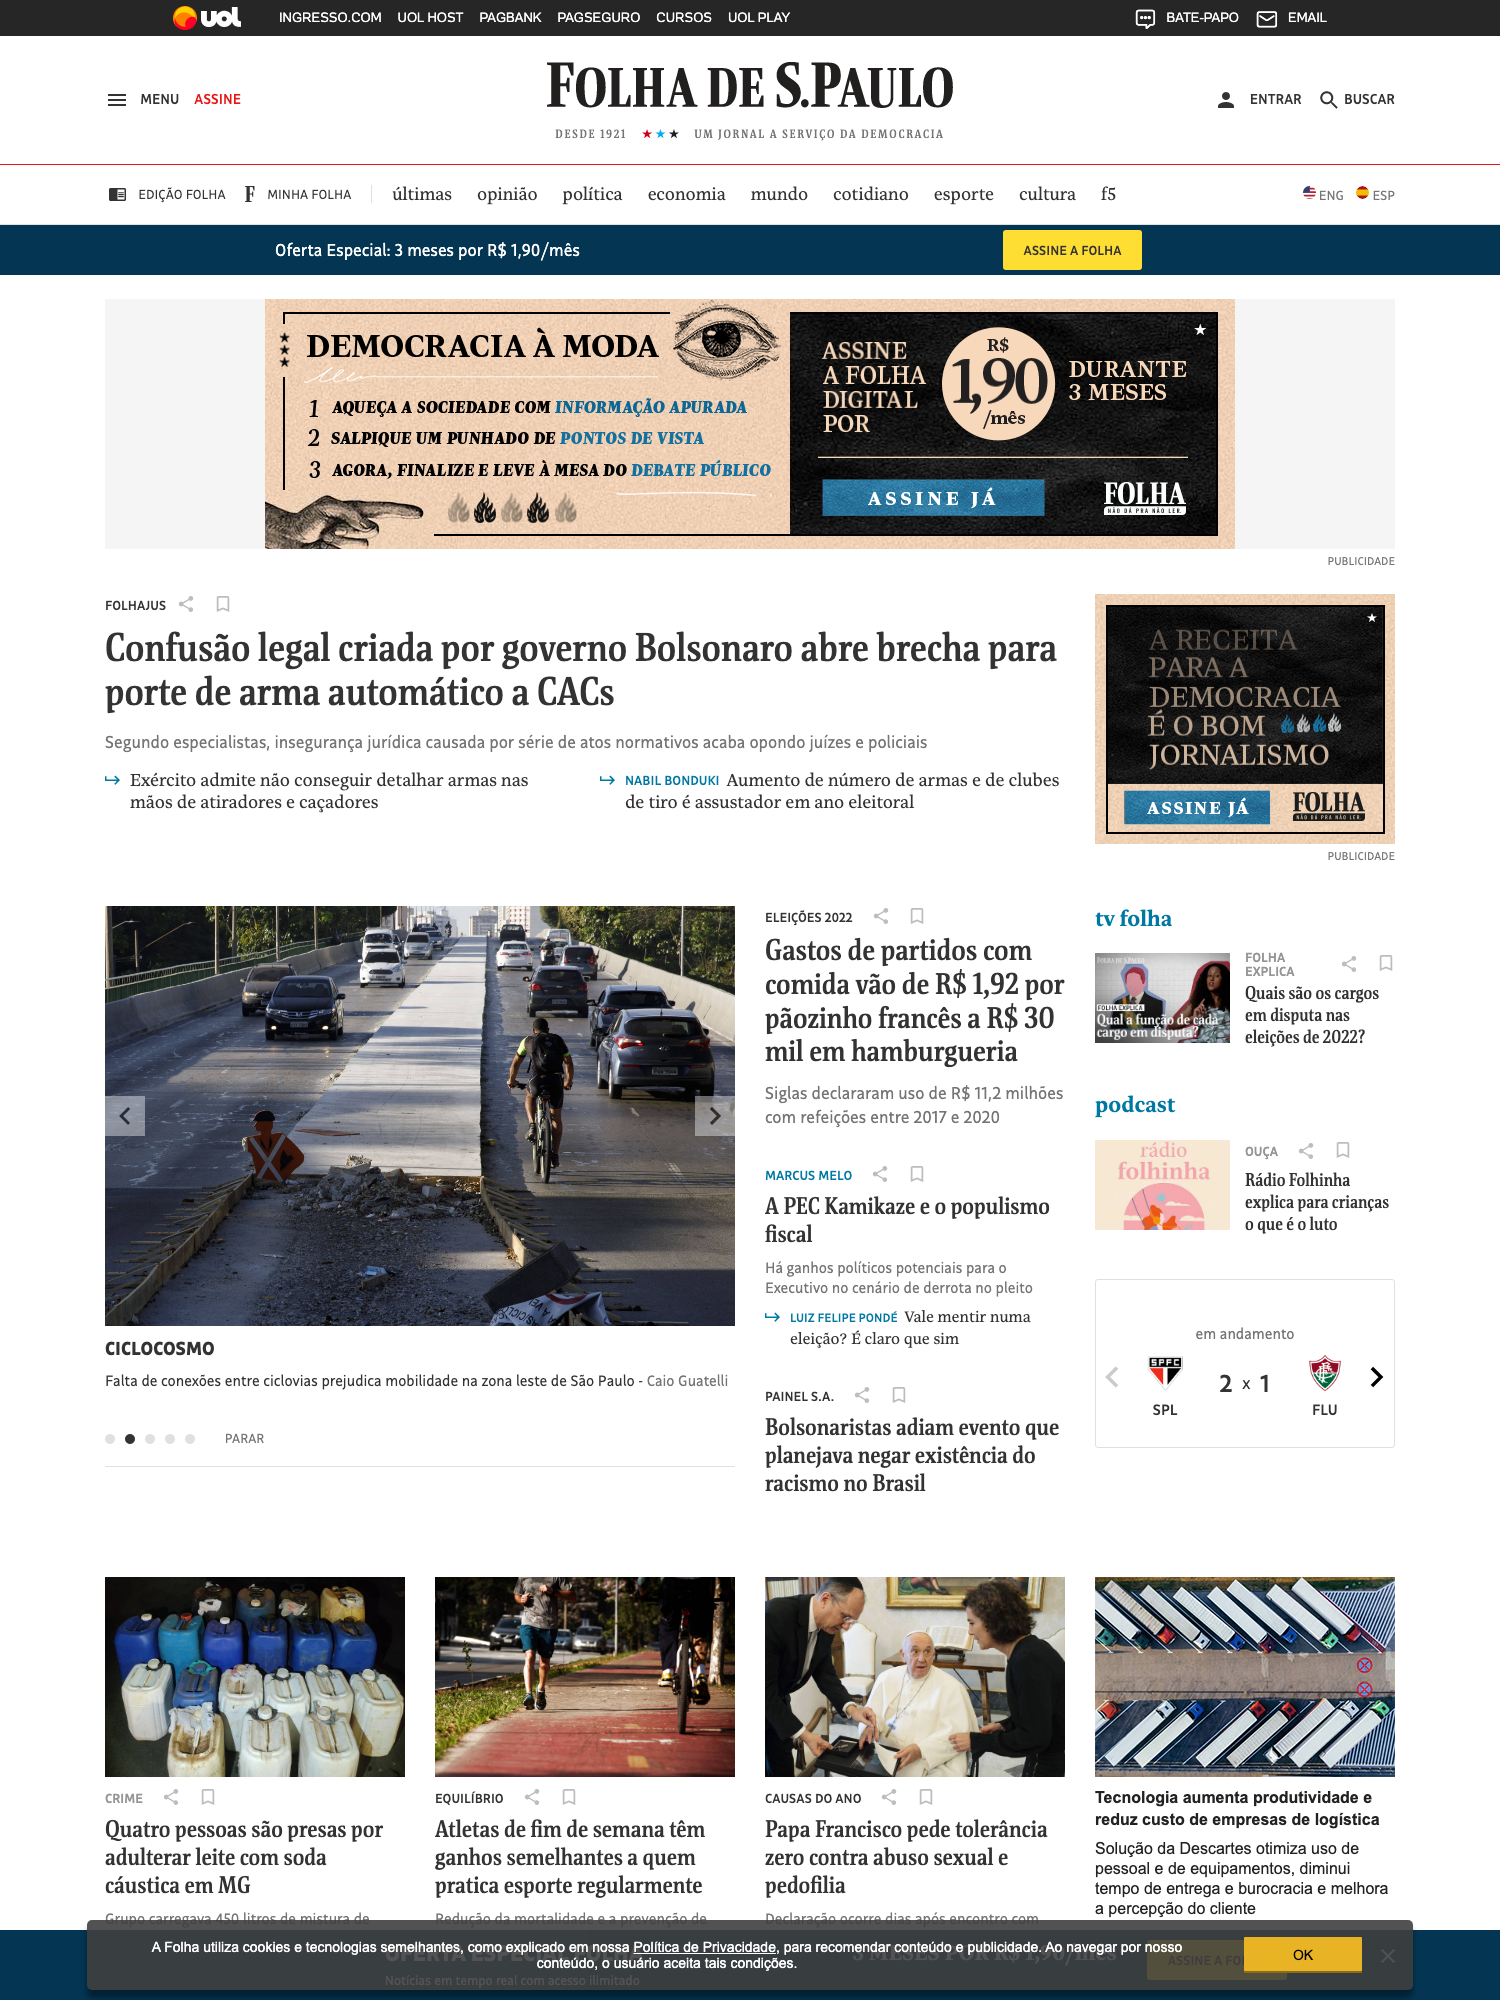 uol
INGRESSO.COM UOL HOST PAGBANK PAGSEGURO CURSOS UOL PLAY
BATE-PAPO EMAIL
MENU ASSINE
FOLHA DE S.PAULO
DESDE 1921 ★★★ UM JORNAL A SERVIÇO DA DEMOCRACIA
ENTRAR BUSCAR
EDIÇÃO FOLHA F MINHA FOLHA últimas opinião política economia mundo cotidiano esporte cultura f5
ENG ESP
Oferta Especial: 3 meses por R$ 1,90/mês
ASSINE A FOLHA
DEMOCRACIA À MODA
1 AQUEÇA A SOCIEDADE COM INFORMAÇÃO APURADA
2 SALPIQUE UM PUNHADO DE PONTOS DE VISTA
3 AGORA, FINALIZE E LEVE À MESA DO DEBATE PÚBLICO
ASSINE
A FOLHA
DIGITAL
POR
R$
1,90
/mês
DURANTE
3 MESES
ASSINE JÁ
FOLHA
NÃO DÁ PRA NÃO LER.
PUBLICIDADE
FOLHAJUS
Confusão legal criada por governo Bolsonaro abre brecha para
porte de arma automático a CACs
Segundo especialistas, insegurança jurídica causada por série de atos normativos acaba opondo juízes e policiais
Exército admite não conseguir detalhar armas nas
mãos de atiradores e caçadores
NABIL BONDUKI Aumento de número de armas e de clubes
de tiro é assustador em ano eleitoral
A RECEITA
PARA A
DEMOCRACIA
É O BOM
JORNALISMO
ASSINE JÁ
FOLHA
NÃO DÁ PRA NÃO LER.
PUBLICIDADE
CICLOCOSMO
Falta de conexões entre ciclovias prejudica mobilidade na zona leste de São Paulo - Caio Guatelli
PARAR
ELEIÇÕES 2022
Gastos de partidos com
comida vão de R$ 1,92 por
pãozinho francês a R$ 30
mil em hamburgueria
Siglas declararam uso de R$ 11,2 milhões
com refeições entre 2017 e 2020
MARCUS MELO
A PEC Kamikaze e o populismo
fiscal
Há ganhos políticos potenciais para o
Executivo no cenário de derrota no pleito
LUIZ FELIPE PONDÉ Vale mentir numa
eleição? É claro que sim
PAINEL S.A.
Bolsonaristas adiam evento que
planejava negar existência do
racismo no Brasil
tv folha
FOLHA DE S.PAULO
FOLHA EXPLICA
Qual a função de cada
cargo em disputa?
FOLHA
EXPLICA
Quais são os cargos
em disputa nas
eleições de 2022?
podcast
rádio
folhinha
OUÇA
Rádio Folhinha
explica para crianças
o que é o luto
em andamento
SPFC
2 x 1
SPL FLU
CRIME
Quatro pessoas são presas por
adulterar leite com soda
cáustica em MG
Grupo carregava 450 litros de mistura de
EQUILÍBRIO
Atletas de fim de semana têm
ganhos semelhantes a quem
pratica esporte regularmente
Redução da mortalidade e a prevenção de
CAUSAS DO ANO
Papa Francisco pede tolerância
zero contra abuso sexual e
pedofilia
Declaração ocorre dias após encontro com
Tecnologia aumenta produtividade e
reduz custo de empresas de logística
Solução da Descartes otimiza uso de
pessoal e de equipamentos, diminui
tempo de entrega e burocracia e melhora
a percepção do cliente
A Folha utiliza cookies e tecnologias semelhantes, como explicado em nossa Política de Privacidade, para recomendar conteúdo e publicidade. Ao navegar por nosso
conteúdo, o usuário aceita tais condições.
OK
3 MESES POR R$ 1,90/mês
ASSINE A FO
Notícias em tempo real com acesso ilimitado